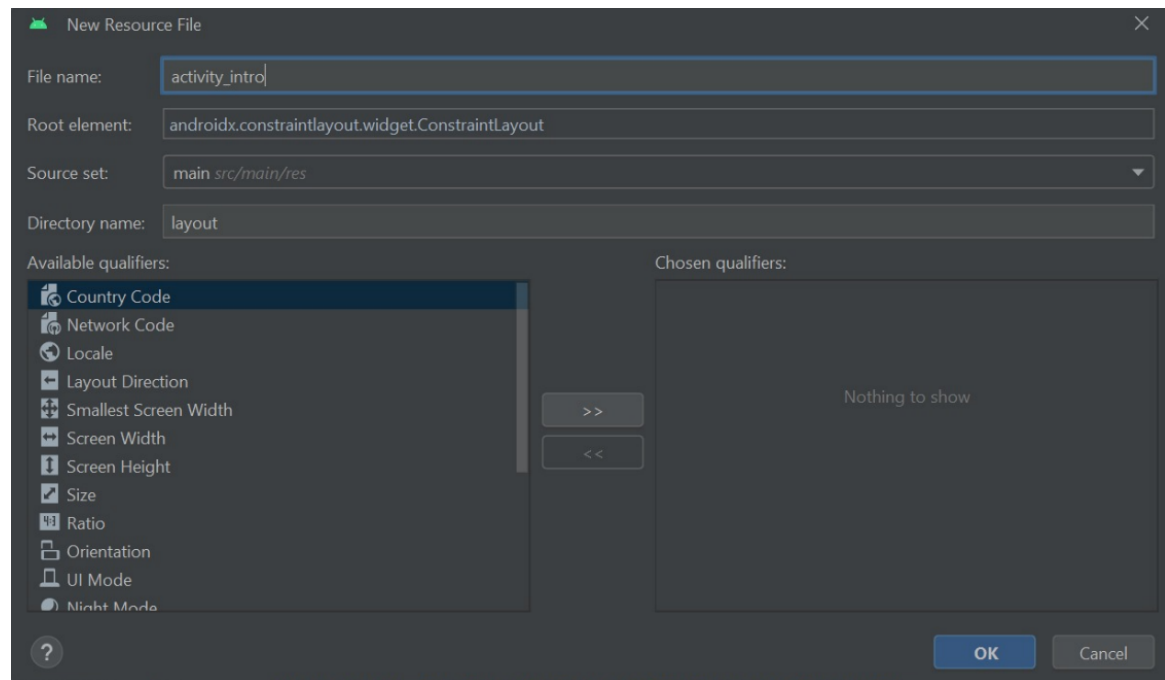 New Resource File
File name: activity_intro
Root element: androidx.constraintlayout.widget.ConstraintLayout
Source set: main src/main/res
Directory name: layout
Available qualifiers:
Country Code
Network Code
Locale
Layout Direction
Smallest Screen Width
Screen Width
Screen Height
Size
Ratio
Orientation
UI Mode
Night Mode
>>
<<
Chosen qualifiers:
Nothing to show
?
OK Cancel